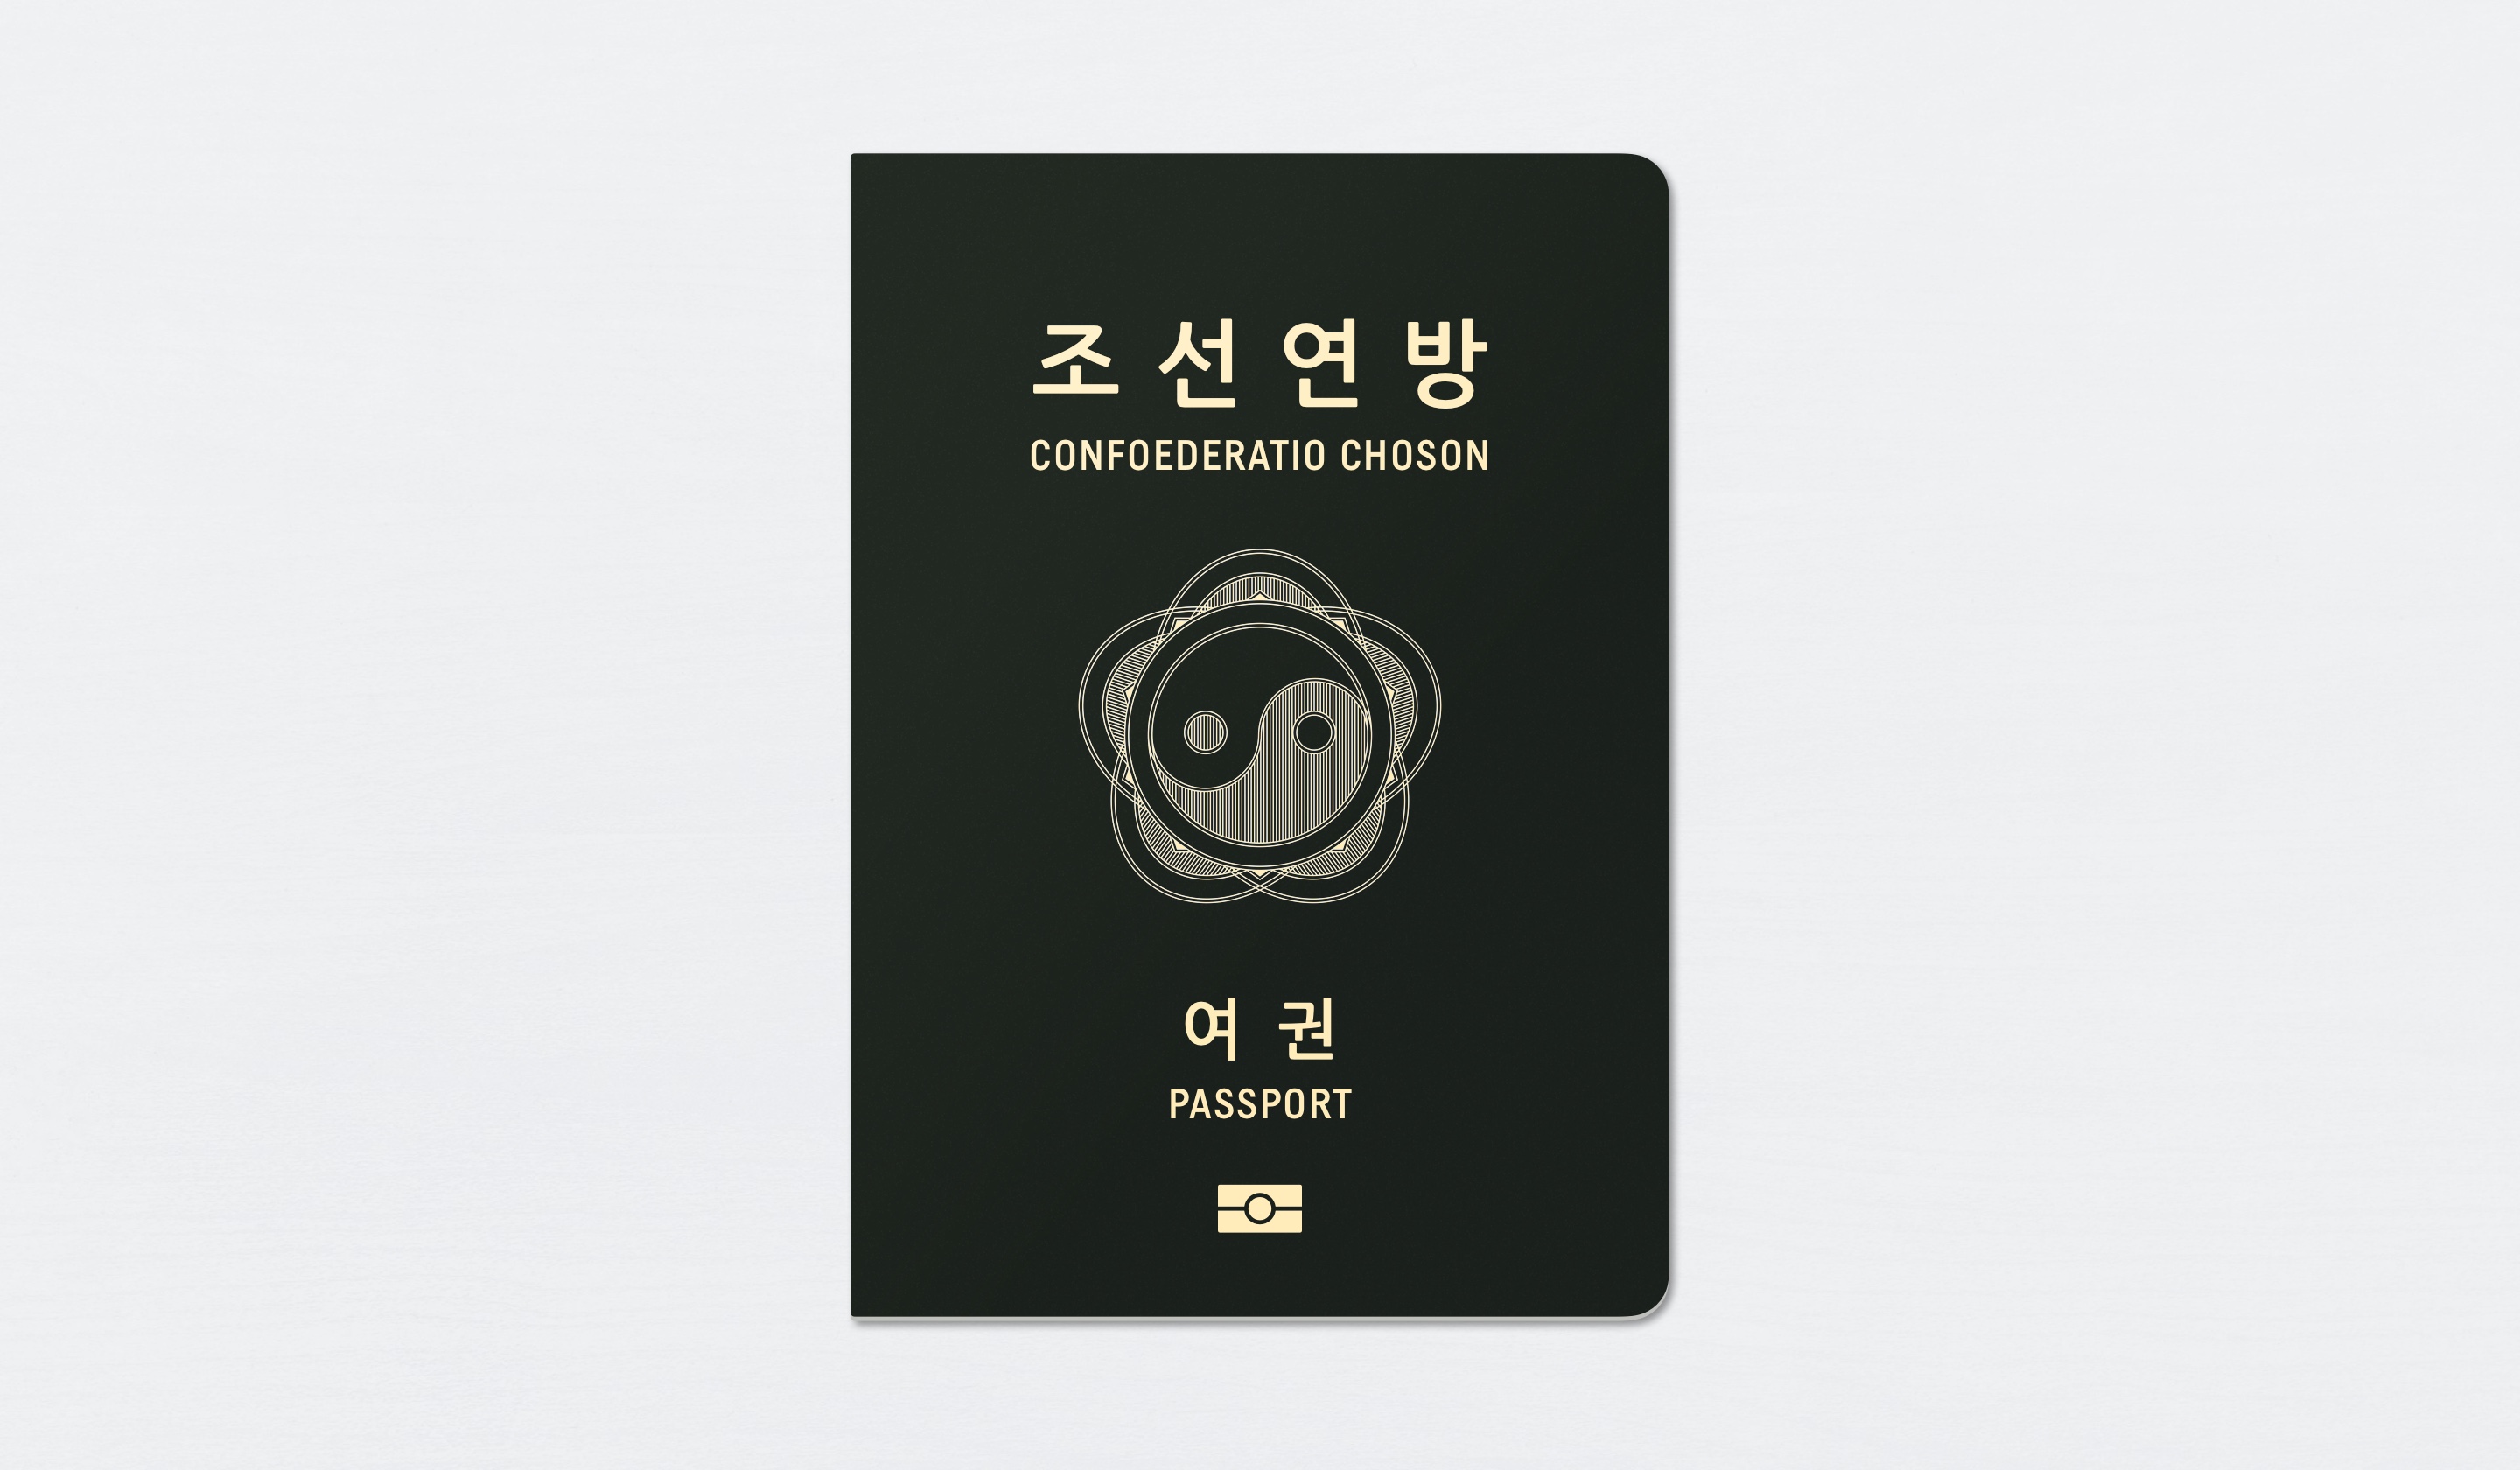 조선연방
CONFOEDERATIO CHOSON
여권
PASSPORT